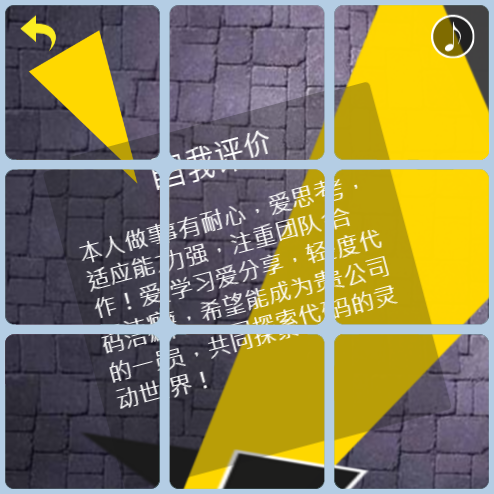 自我评价
本人做事有耐心，爱思考，
适应能力强，注重团队合
作！爱学习爱分享，轻度代
码洁癖，希望能成为贵公司
的一员，共同探索代码的灵
动世界！